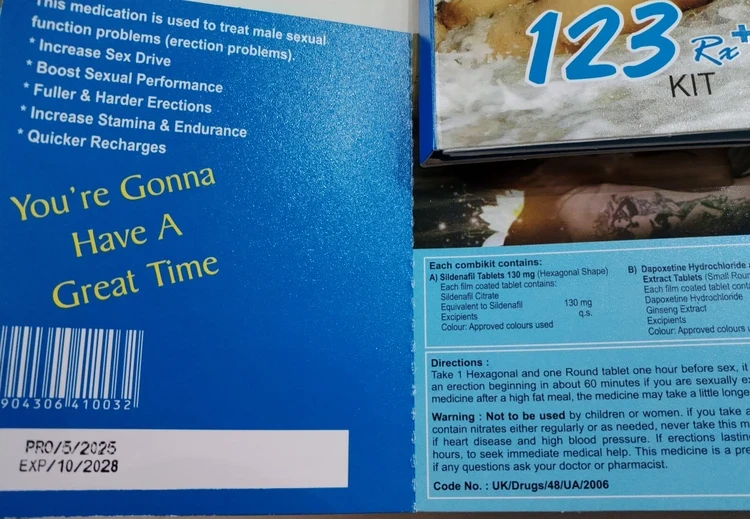 This medication is used to treat male sexual
function problems (erection problems).
* Increase Sex Drive
* Boost Sexual Performance
* Fuller & Harder Erections
* Increase Stamina & Endurance
* Quicker Recharges
You're Gonna
Have A
Great Time
904306 410032
PRO/5/2025
EXP/10/2028
123 Rx+
KIT
Each combikit contains:
A) Sildenafil Tablets 130 mg (Hexagonal Shape)
Each film coated tablet contains:
Sildenafil Citrate
Equivalent to Sildenafil 130 mg
Excipients q.s.
Colour: Approved colours used
B) Dapoxetine Hydrochloride
Extract Tablets (Small
Each film coated tablet
Dapoxetine Hydrochloride
Ginseng Extract
Excipients
Colour: Approved colours
Directions :
Take 1 Hexagonal and one Round tablet one hour before sex, it
an erection beginning in about 60 minutes if you are sexually
medicine after a high fat meal, the medicine may take a little
Warning : Not to be used by children or women. if you take
contain nitrates either regularly or as needed, never take this
if heart disease and high blood pressure. If erections
hours, to seek immediate medical help. This medicine is a
if any questions ask your doctor or pharmacist.
Code No. : UK/Drugs/48/UA/2006